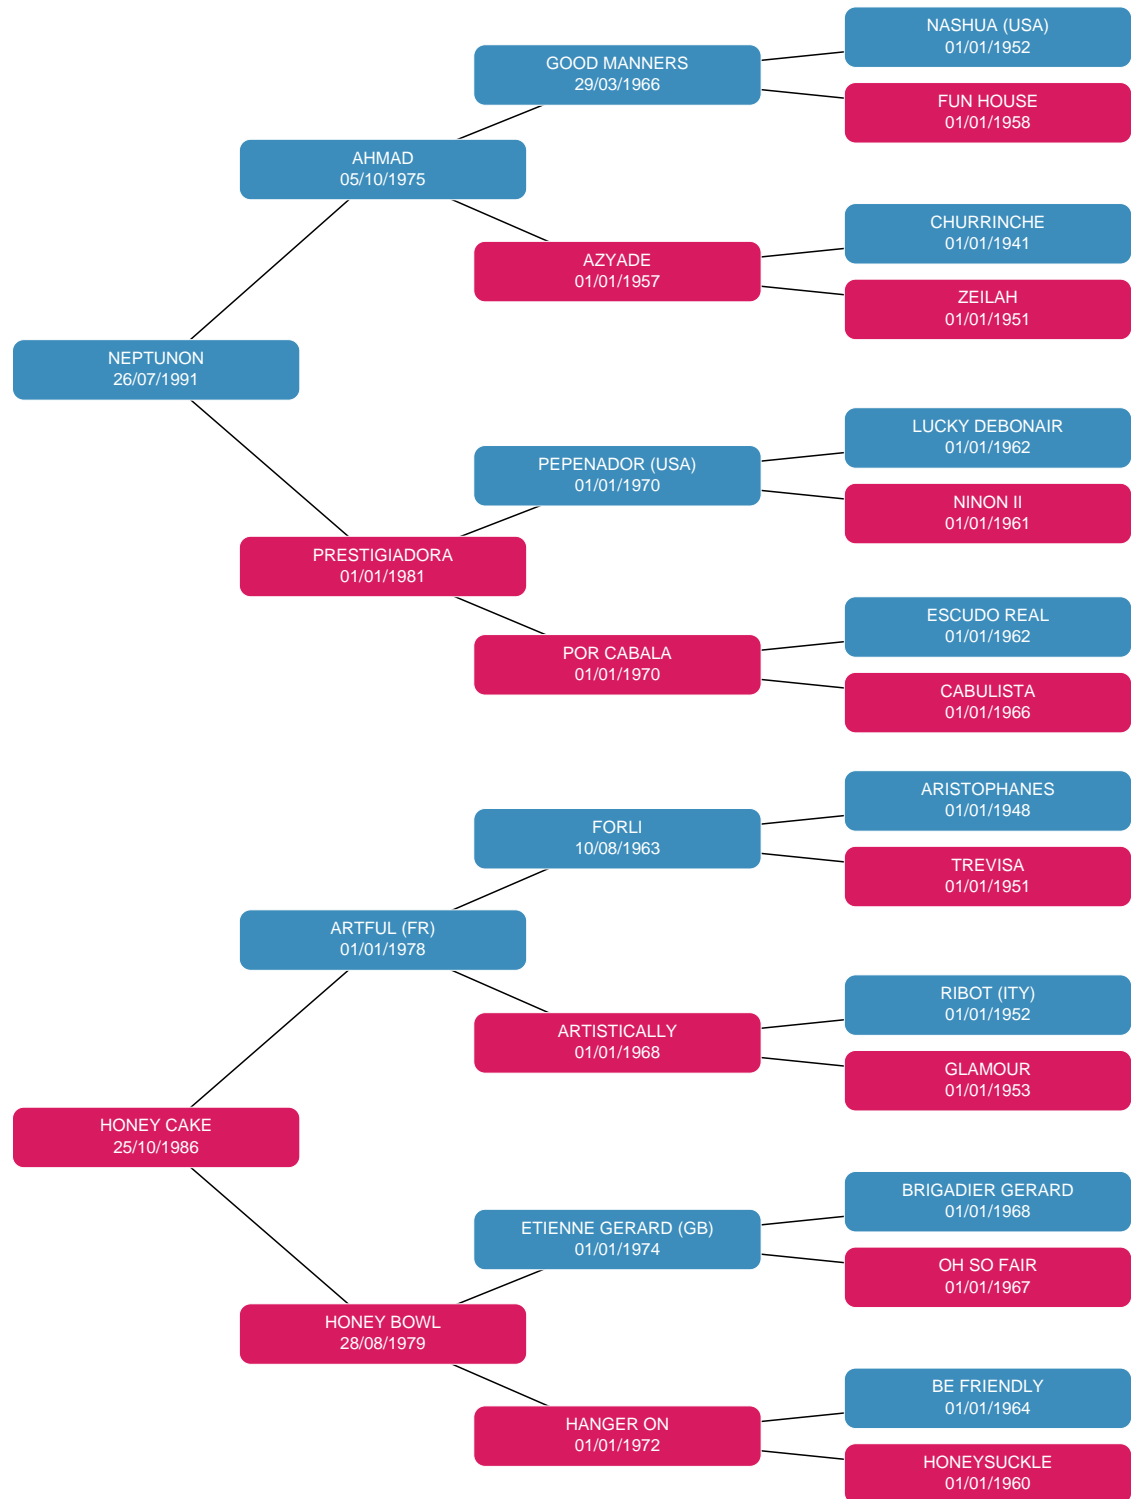 NASHUA (USA)
01/01/1952
GOOD MANNERS
29/03/1966
FUN HOUSE
01/01/1958
AHMAD
05/10/1975
CHURRINCHE
01/01/1941
AZYADE
01/01/1957
ZEILAH
01/01/1951
NEPTUNON
26/07/1991
LUCKY DEBONAIR
01/01/1962
PEPENADOR (USA)
01/01/1970
NINON II
01/01/1961
PRESTIGIADORA
01/01/1981
ESCUDO REAL
01/01/1962
POR CABALA
01/01/1970
CABULISTA
01/01/1966
ARISTOPHANES
01/01/1948
FORLI
10/08/1963
TREVISA
01/01/1951
ARTFUL (FR)
01/01/1978
RIBOT (ITY)
01/01/1952
ARTISTICALLY
01/01/1968
GLAMOUR
01/01/1953
HONEY CAKE
25/10/1986
BRIGADIER GERARD
01/01/1968
ETIENNE GERARD (GB)
01/01/1974
OH SO FAIR
01/01/1967
HONEY BOWL
28/08/1979
BE FRIENDLY
01/01/1964
HANGER ON
01/01/1972
HONEYSUCKLE
01/01/1960